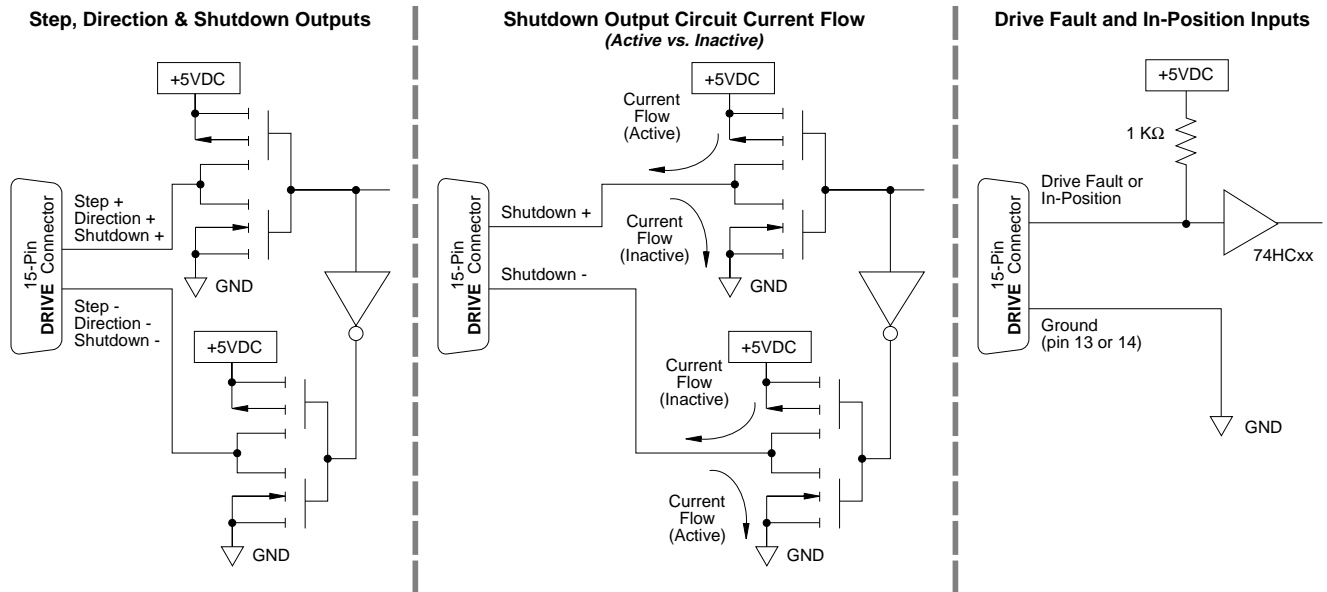 Step, Direction & Shutdown Outputs
+5VDC
15-Pin
DRIVE Connector
Step +
Direction +
Shutdown +
GND
Step -
Direction -
Shutdown -
+5VDC
GND
Shutdown Output Circuit Current Flow
(Active vs. Inactive)
+5VDC
Current
Flow
(Active)
15-Pin
DRIVE Connector
Shutdown +
Current
Flow
(Inactive)
GND
Shutdown -
+5VDC
Current
Flow
(Inactive)
Current
Flow
(Active)
GND
Drive Fault and In-Position Inputs
+5VDC
1 KΩ
15-Pin
DRIVE Connector
Drive Fault or
In-Position
74HCxx
Ground
(pin 13 or 14)
GND